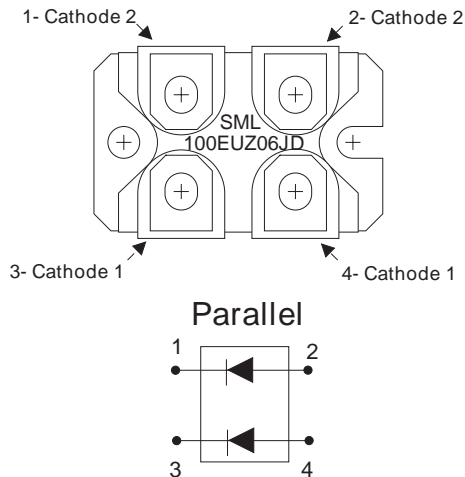 1- Cathode 2
2- Cathode 2
SML
100EUZ06JD
3- Cathode 1
4- Cathode 1
Parallel
1
2
3
4